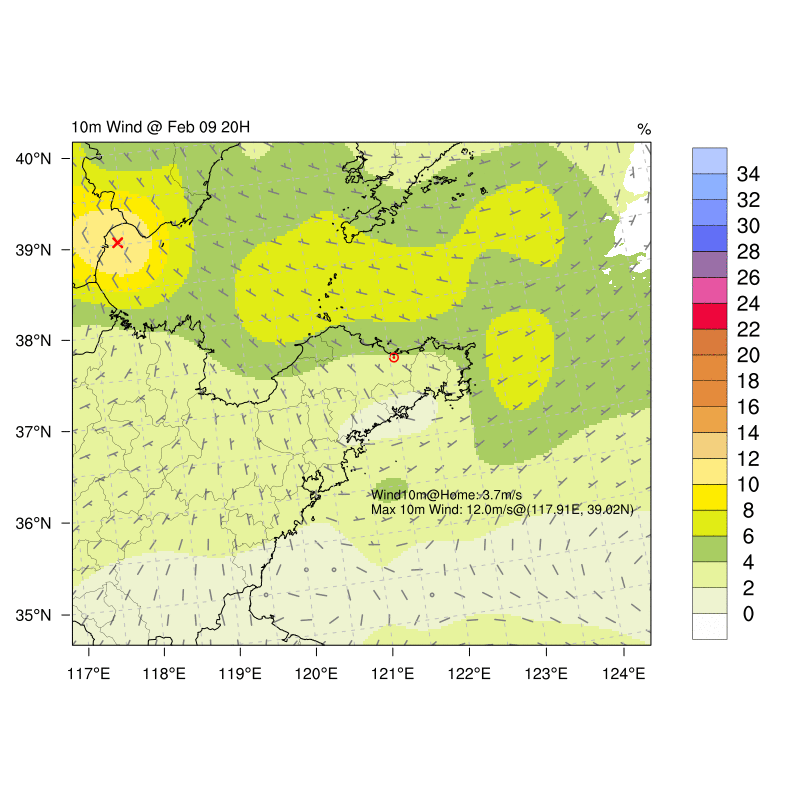 10m Wind @ Feb 09 20H
%
40°N
39°N
38°N
37°N
36°N
35°N
117°E 118°E 119°E 120°E 121°E 122°E 123°E 124°E
Wind10m@Home: 3.7m/s
Max 10m Wind: 12.0m/s@(117.91E, 39.02N)
34
32
30
28
26
24
22
20
18
16
14
12
10
8
6
4
2
0